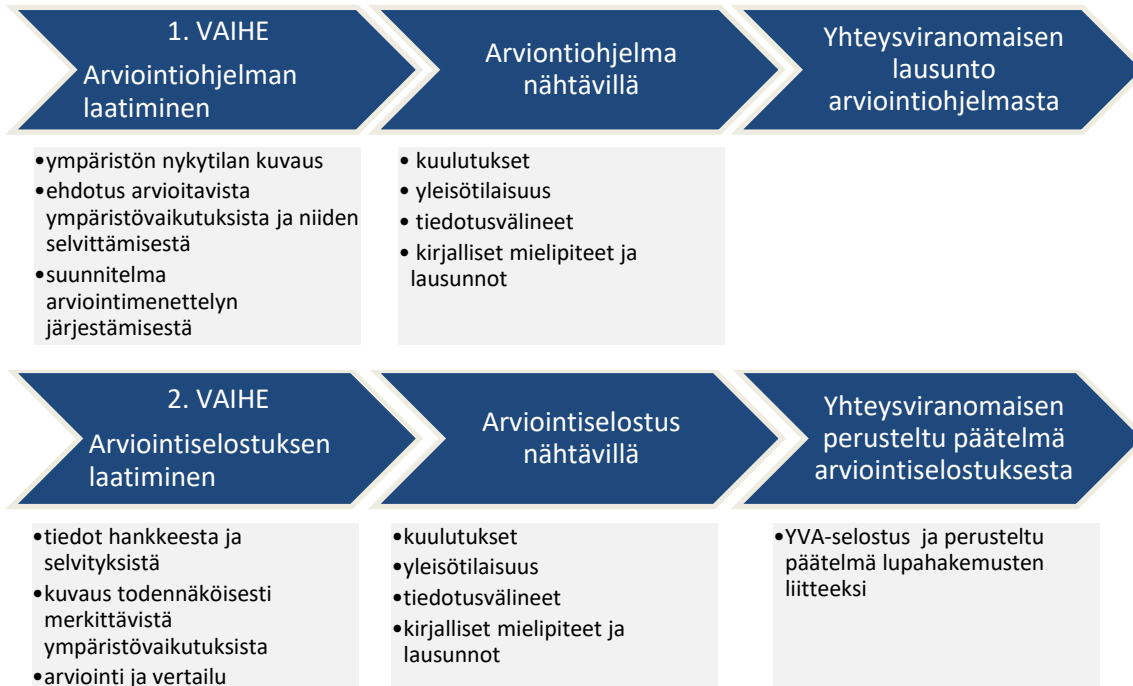 1. VAIHE
Arviointiohjelman
laatiminen
Arviontiohjelma
nähtävillä
Yhteysviranomaisen
lausunto
arviointiohjelmasta
•ympäristön nykytilan kuvaus
•ehdotus arvioitavista
ympäristövaikutuksista ja niiden
selvittämisestä
•suunnitelma
arviointimenettelyn
järjestämisestä
• kuulutukset
• yleisötilaisuus
• tiedotusvälineet
• kirjalliset mielipiteet ja
lausunnot
2. VAIHE
Arviointiselostuksen
laatiminen
Arviointiselostus
nähtävillä
Yhteysviranomaisen
perusteltu päätelmä
arviointiselostuksesta
•tiedot hankkeesta ja
selvityksistä
•kuvaus todennäköisesti
merkittävistä
ympäristövaikutuksista
•arviointi ja vertailu
•kuulutukset
•yleisötilaisuus
•tiedotusvälineet
•kirjalliset mielipiteet ja
lausunnot
•YVA-selostus ja perusteltu
päätelmä lupahakemusten
liitteeksi